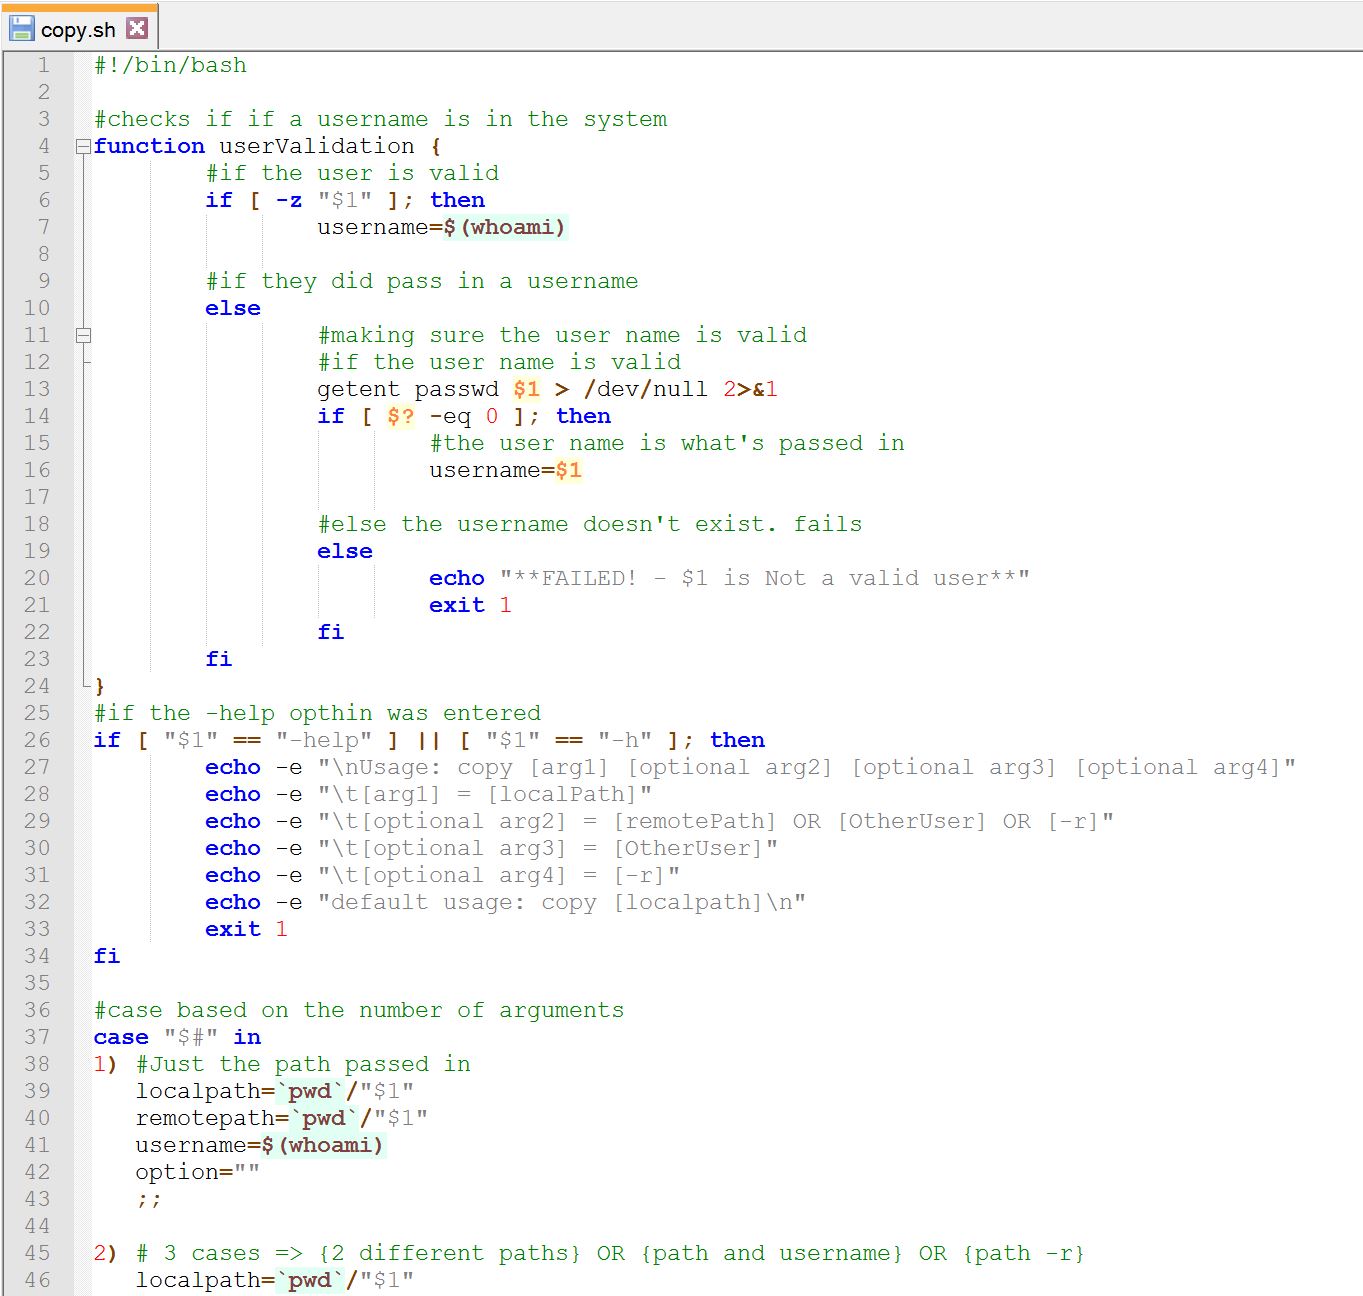 copy.sh
1 #!/bin/bash
2
3 #checks if if a username is in the system
4 function userValidation {
5 #if the user is valid
6 if [ -z "$1" ]; then
7 username=$(whoami)
8
9 #if they did pass in a username
10 else
11 #making sure the user name is valid
12 #if the user name is valid
13 getent passwd $1 > /dev/null 2>&1
14 if [ $? -eq 0 ]; then
15 #the user name is what's passed in
16 username=$1
17
18 #else the username doesn't exist. fails
19 else
20 echo "**FAILED! - $1 is Not a valid user**"
21 exit 1
22 fi
23 fi
24 }
25 #if the -help opthin was entered
26 if [ "$1" == "-help" ] || [ "$1" == "-h" ]; then
27 echo -e "\nUsage: copy [arg1] [optional arg2] [optional arg3] [optional arg4]"
28 echo -e "\t[arg1] = [localPath]"
29 echo -e "\t[optional arg2] = [remotePath] OR [OtherUser] OR [-r]"
30 echo -e "\t[optional arg3] = [OtherUser]"
31 echo -e "\t[optional arg4] = [-r]"
32 echo -e "default usage: copy [localpath]\n"
33 exit 1
34 fi
35
36 #case based on the number of arguments
37 case "$#" in
38 1) #Just the path passed in
39 localpath=`pwd`/"$1"
40 remotepath=`pwd`/"$1"
41 username=$(whoami)
42 option=""
43 ;;
44
45 2) # 3 cases => {2 different paths} OR {path and username} OR {path -r}
46 localpath=`pwd`/"$1"